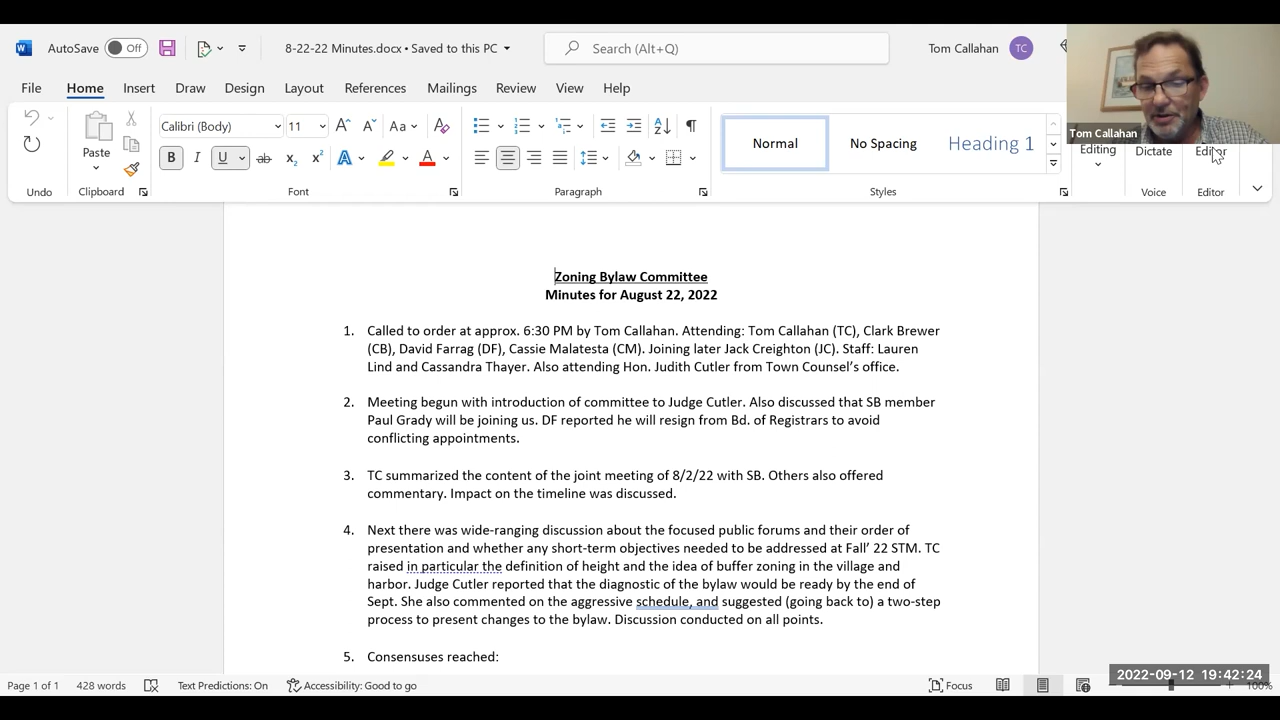 AutoSave Off 8-22-22 Minutes.docx • Saved to this PC Search (Alt+Q) Tom Callahan TC
File Home Insert Draw Design Layout References Mailings Review View Help
Tom Callahan
Calibri (Body) 11 Aa
Paste Normal No Spacing Heading 1 Editing Dictate Editor
B I U ab x2 x2 A A
Undo Clipboard Font Paragraph Styles Voice Editor
Zoning Bylaw Committee
Minutes for August 22, 2022
1. Called to order at approx. 6:30 PM by Tom Callahan. Attending: Tom Callahan (TC), Clark Brewer
(CB), David Farrag (DF), Cassie Malatesta (CM). Joining later Jack Creighton (JC). Staff: Lauren
Lind and Cassandra Thayer. Also attending Hon. Judith Cutler from Town Counsel’s office.
2. Meeting begun with introduction of committee to Judge Cutler. Also discussed that SB member
Paul Grady will be joining us. DF reported he will resign from Bd. of Registrars to avoid
conflicting appointments.
3. TC summarized the content of the joint meeting of 8/2/22 with SB. Others also offered
commentary. Impact on the timeline was discussed.
4. Next there was wide-ranging discussion about the focused public forums and their order of
presentation and whether any short-term objectives needed to be addressed at Fall’ 22 STM. TC
raised in particular the definition of height and the idea of buffer zoning in the village and
harbor. Judge Cutler reported that the diagnostic of the bylaw would be ready by the end of
Sept. She also commented on the aggressive schedule, and suggested (going back to) a two-step
process to present changes to the bylaw. Discussion conducted on all points.
5. Consensuses reached:
2022-09-12 19:42:24
Page 1 of 1 428 words Text Predictions: On Accessibility: Good to go Focus 100%